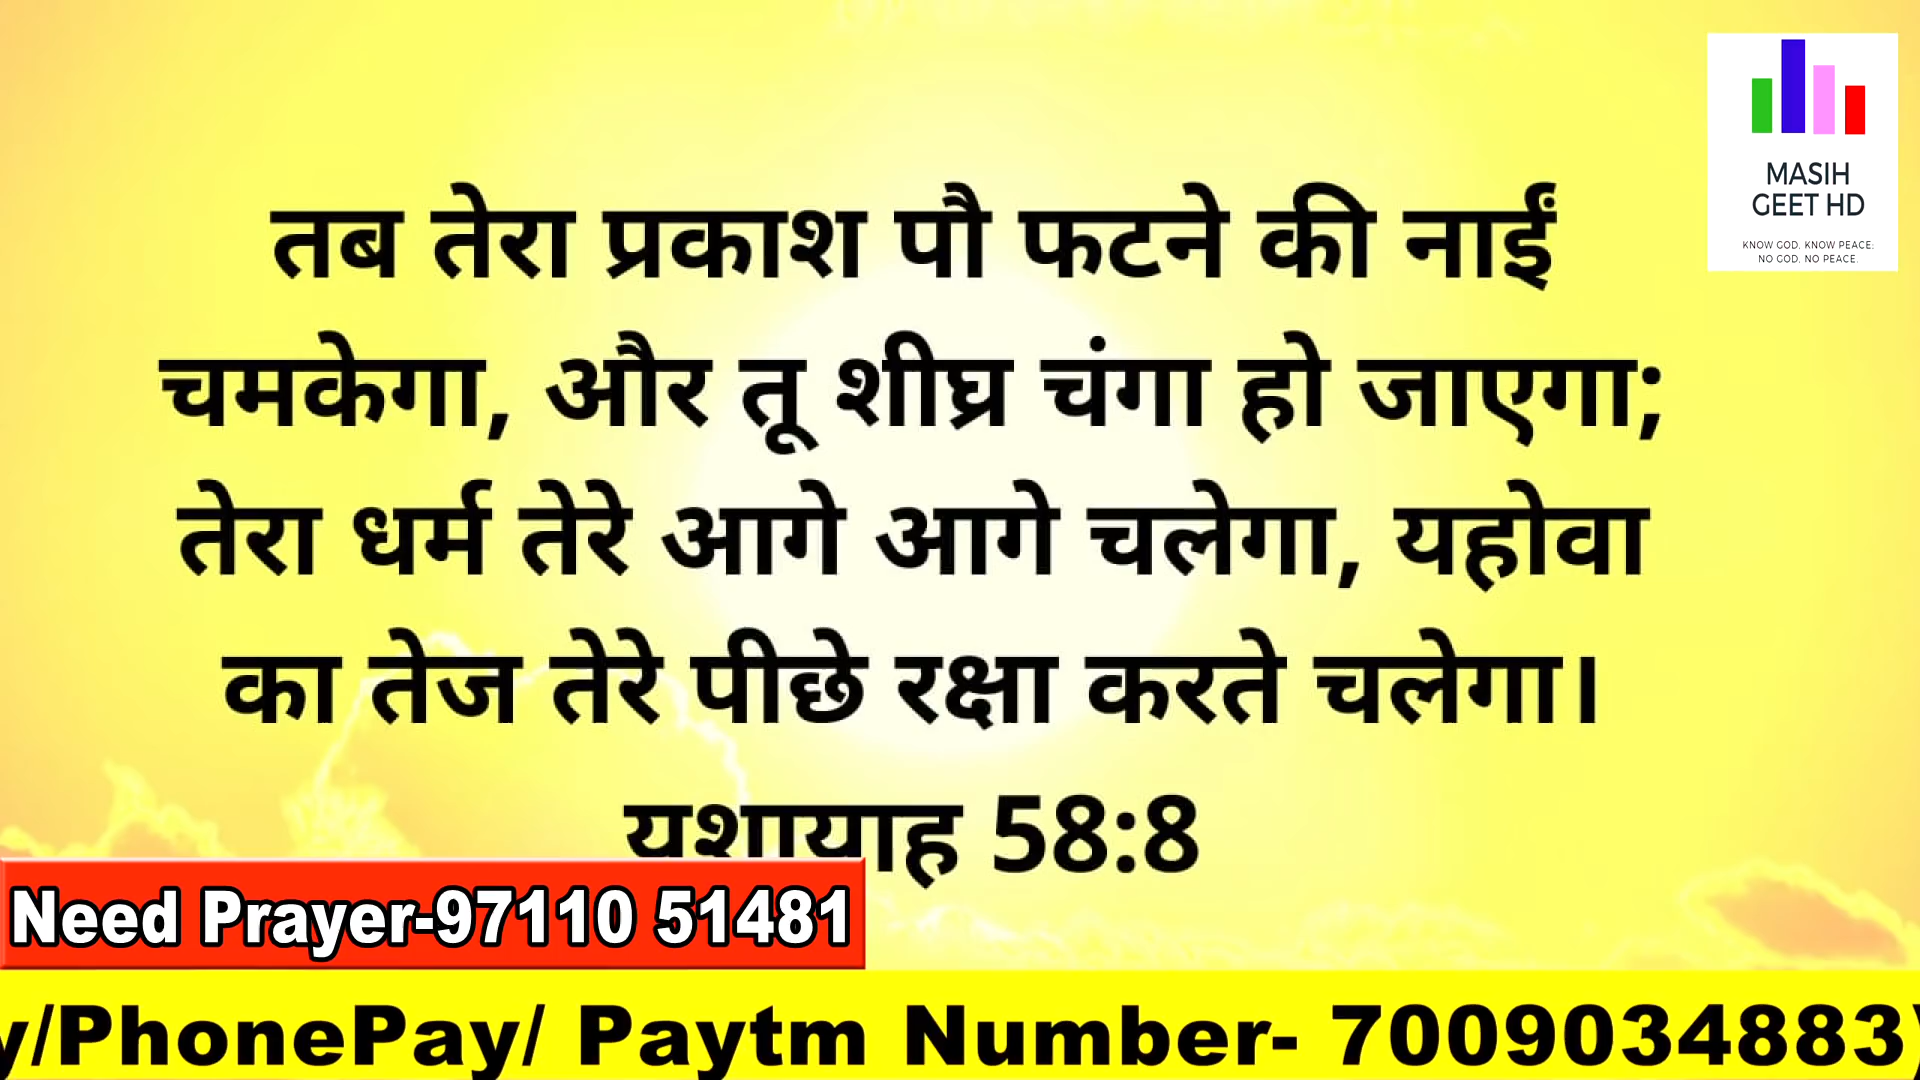 तब तेरा प्रकाश पौ फटने की नाईं
चमकेगा, और तू शीघ्र चंगा हो जाएगा;
तेरा धर्म तेरे आगे आगे चलेगा, यहोवा
का तेज तेरे पीछे रक्षा करते चलेगा।
यशायाह 58:8
MASIH
GEET HD
KNOW GOD, KNOW PEACE;
NO GOD, NO PEACE.
Need Prayer-97110 51481
y/PhonePay/ Paytm Number- 7009034883)